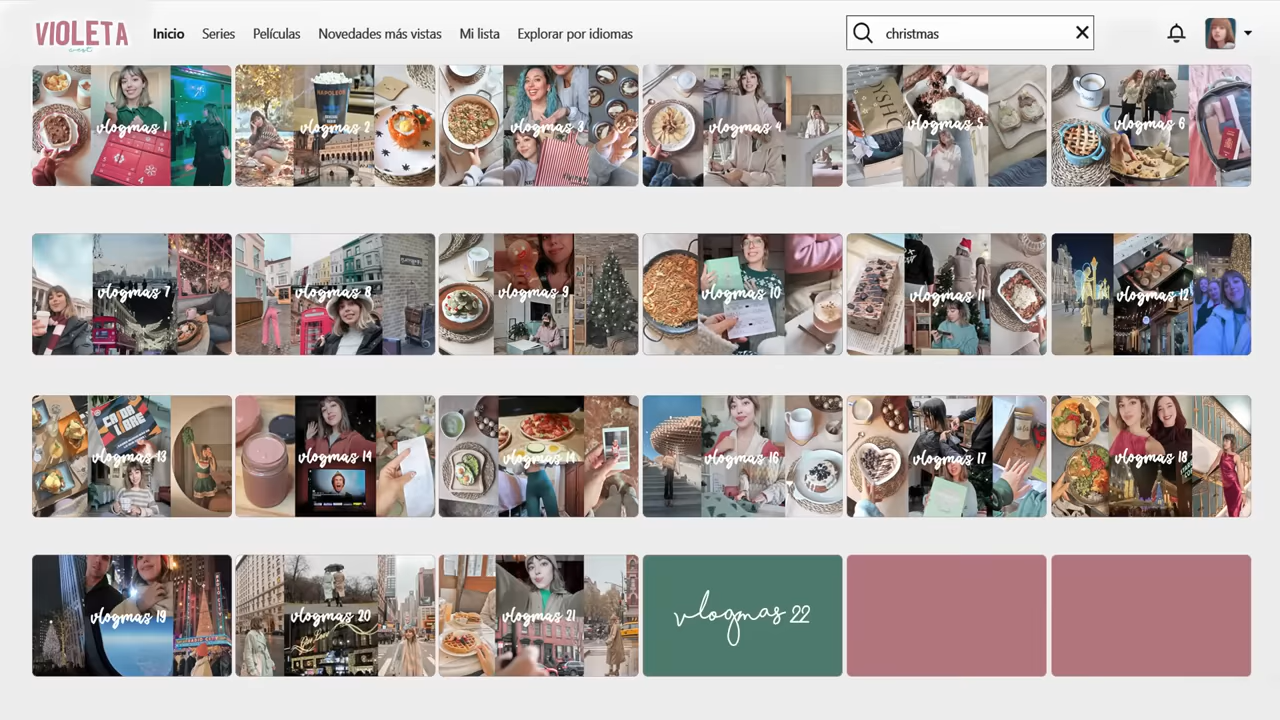 VIOLETA
west
Inicio
Series
Películas
Novedades más vistas
Mi lista
Explorar por idiomas
christmas
vlogmas 1
vlogmas 2
vlogmas 3
vlogmas 4
vlogmas 5
vlogmas 6
vlogmas 7
vlogmas 8
vlogmas 9
vlogmas 10
vlogmas 11
vlogmas 12
vlogmas 13
vlogmas 14
vlogmas 14
vlogmas 16
vlogmas 17
vlogmas 18
vlogmas 19
vlogmas 20
vlogmas 21
vlogmas 22